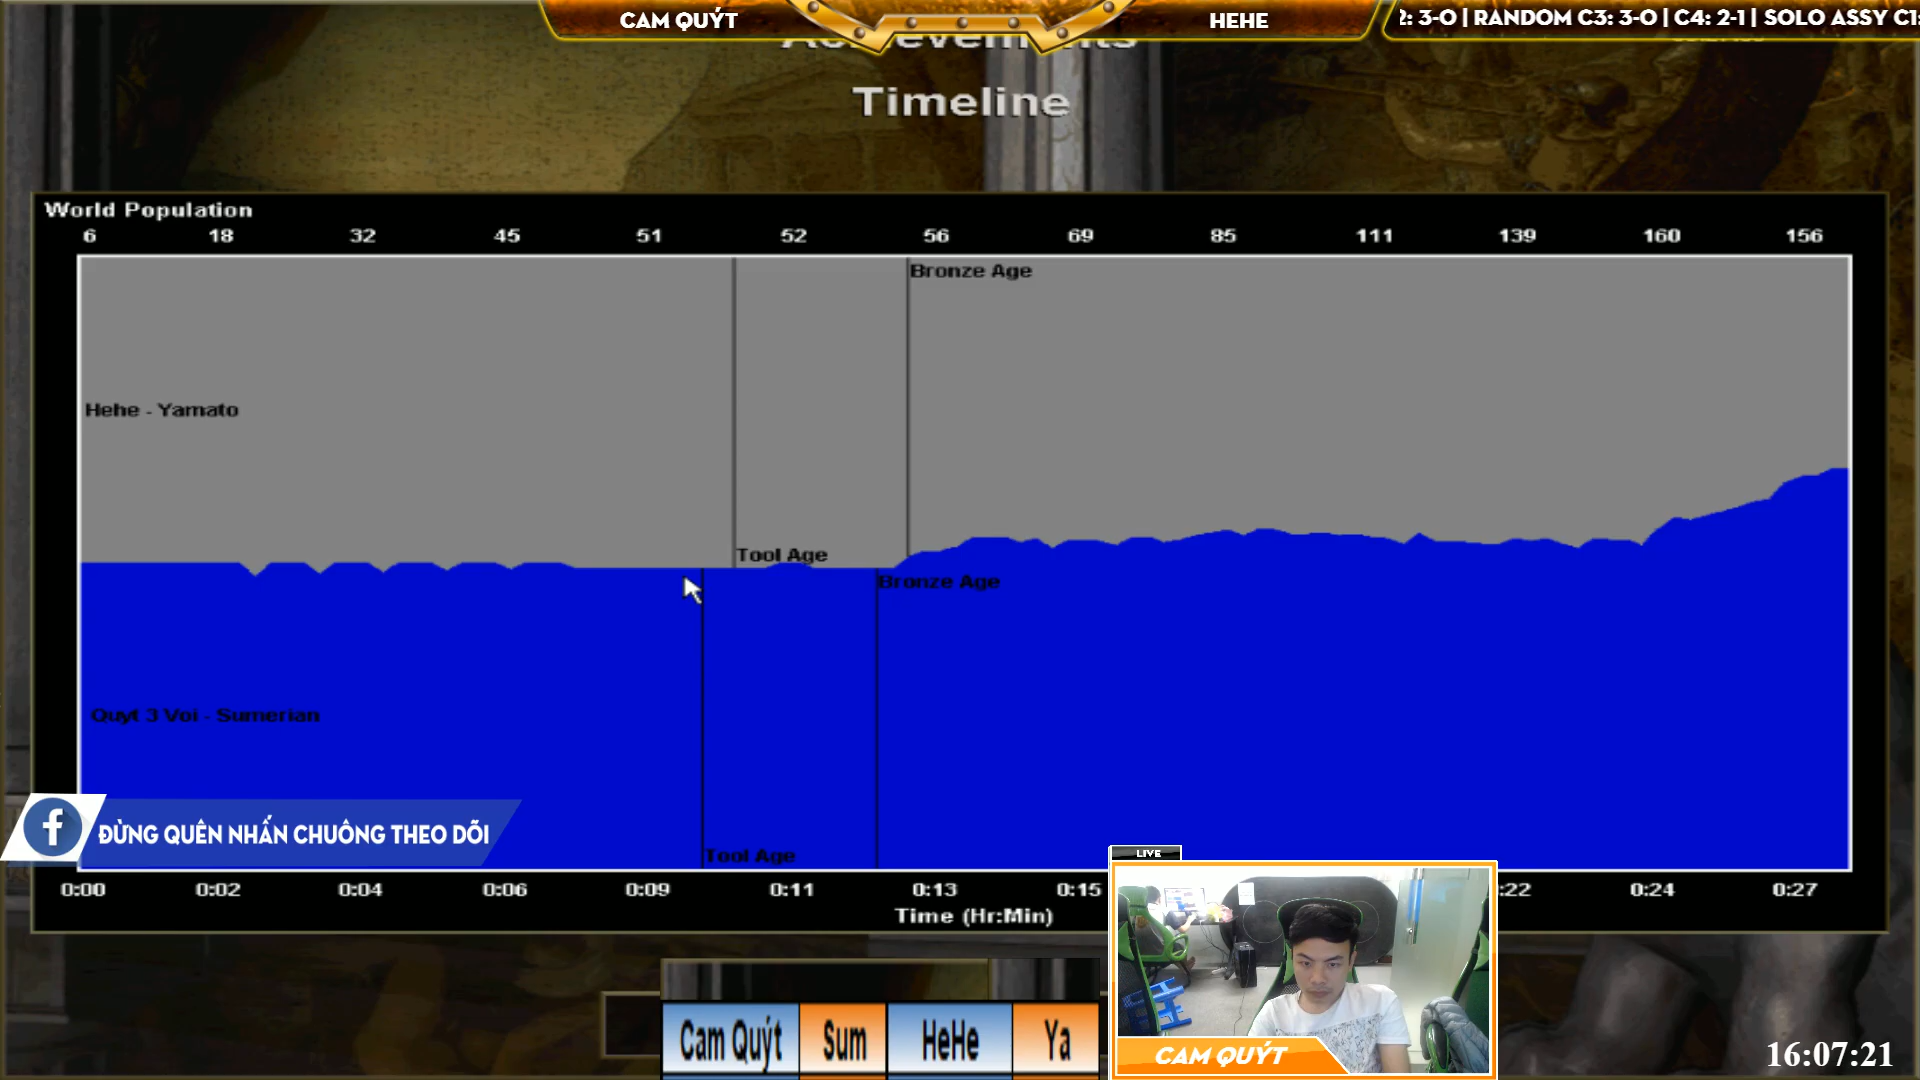 CAM QUÝT
HEHE
2: 3-0 | RANDOM C3: 3-0 | C4: 2-1 | SOLO ASSY C1:
Achievements
Timeline
World Population
6 18 32 45 51 52 56 69 85 111 139 160 156
Bronze Age
Hehe - Yamato
Tool Age
Bronze Age
Quyt 3 Voi - Sumerian
ĐỪNG QUÊN NHẤN CHUÔNG THEO DÕI
Tool Age
LIVE
0:00 0:02 0:04 0:06 0:09 0:11 0:13 0:15 :22 0:24 0:27
Time (Hr:Min)
Cam Quýt Sum HeHe Ya
CAM QUÝT
16:07:21